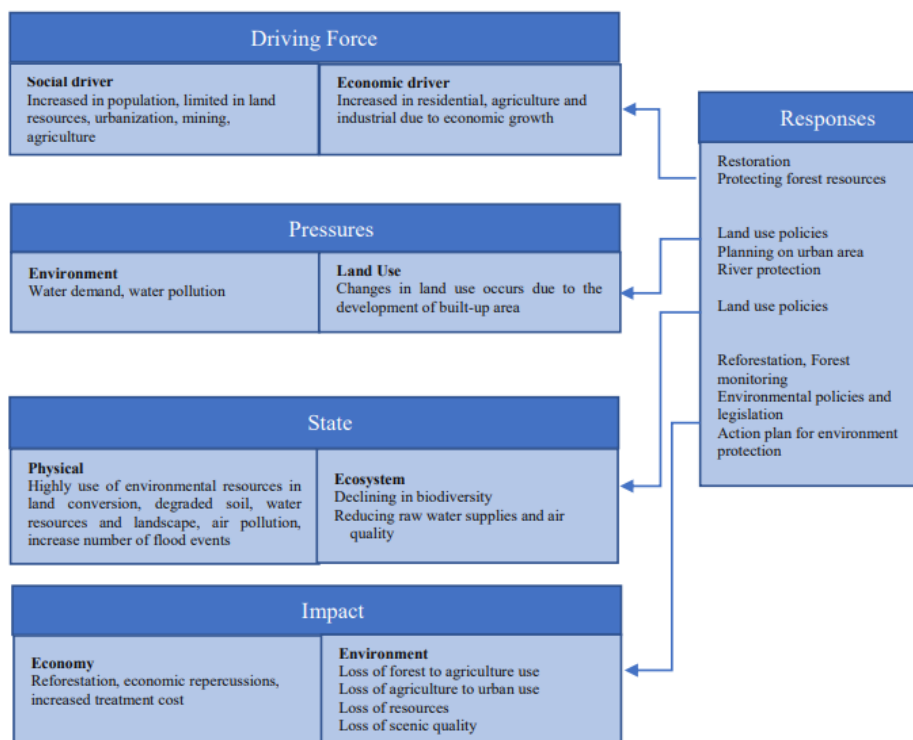 Driving Force
Social driver
Increased in population, limited in land
resources, urbanization, mining,
agriculture
Economic driver
Increased in residential, agriculture and
industrial due to economic growth
Pressures
Environment
Water demand, water pollution
Land Use
Changes in land use occurs due to the
development of built-up area
State
Physical
Highly use of environmental resources in
land conversion, degraded soil, water
resources and landscape, air pollution,
increase number of flood events
Ecosystem
Declining in biodiversity
Reducing raw water supplies and air
quality
Impact
Economy
Reforestation, economic repercussions,
increased treatment cost
Environment
Loss of forest to agriculture use
Loss of agriculture to urban use
Loss of resources
Loss of scenic quality
Responses
Restoration
Protecting forest resources
Land use policies
Planning on urban area
River protection
Land use policies
Reforestation, Forest
monitoring
Environmental policies and
legislation
Action plan for environment
protection